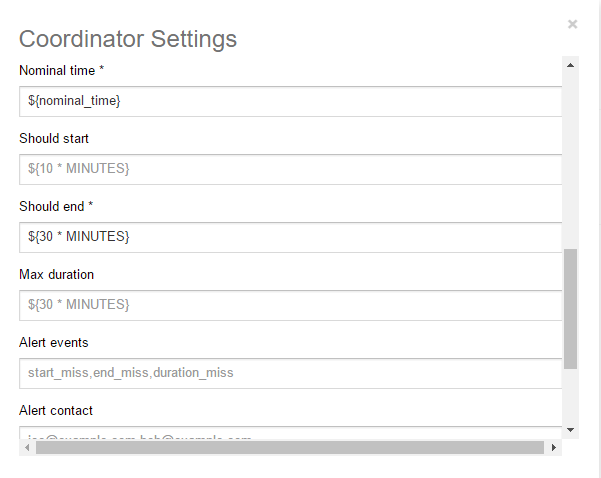 ×
Coordinator Settings
Nominal time *
${nominal_time}
Should start
${10 * MINUTES}
Should end *
${30 * MINUTES}
Max duration
${30 * MINUTES}
Alert events
start_miss,end_miss,duration_miss
Alert contact